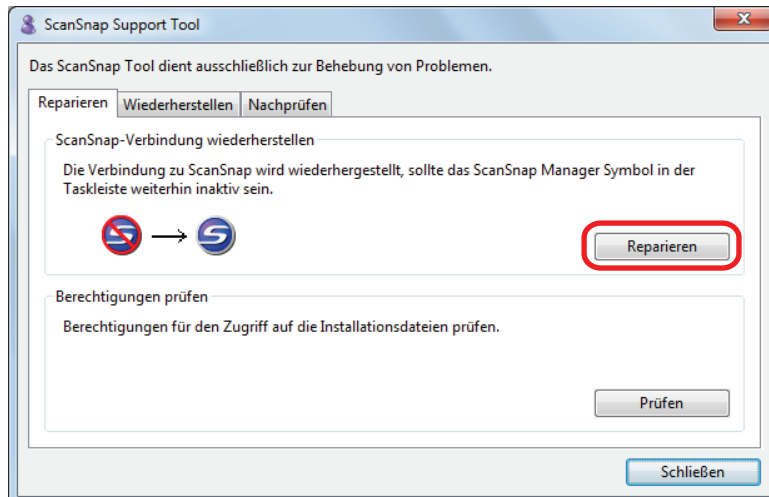 ScanSnap Support Tool
Das ScanSnap Tool dient ausschließlich zur Behebung von Problemen.
Reparieren Wiederherstellen Nachprüfen
ScanSnap-Verbindung wiederherstellen
Die Verbindung zu ScanSnap wird wiederhergestellt, sollte das ScanSnap Manager Symbol in der
Taskleiste weiterhin inaktiv sein.
Reparieren
Berechtigungen prüfen
Berechtigungen für den Zugriff auf die Installationsdateien prüfen.
Prüfen
Schließen